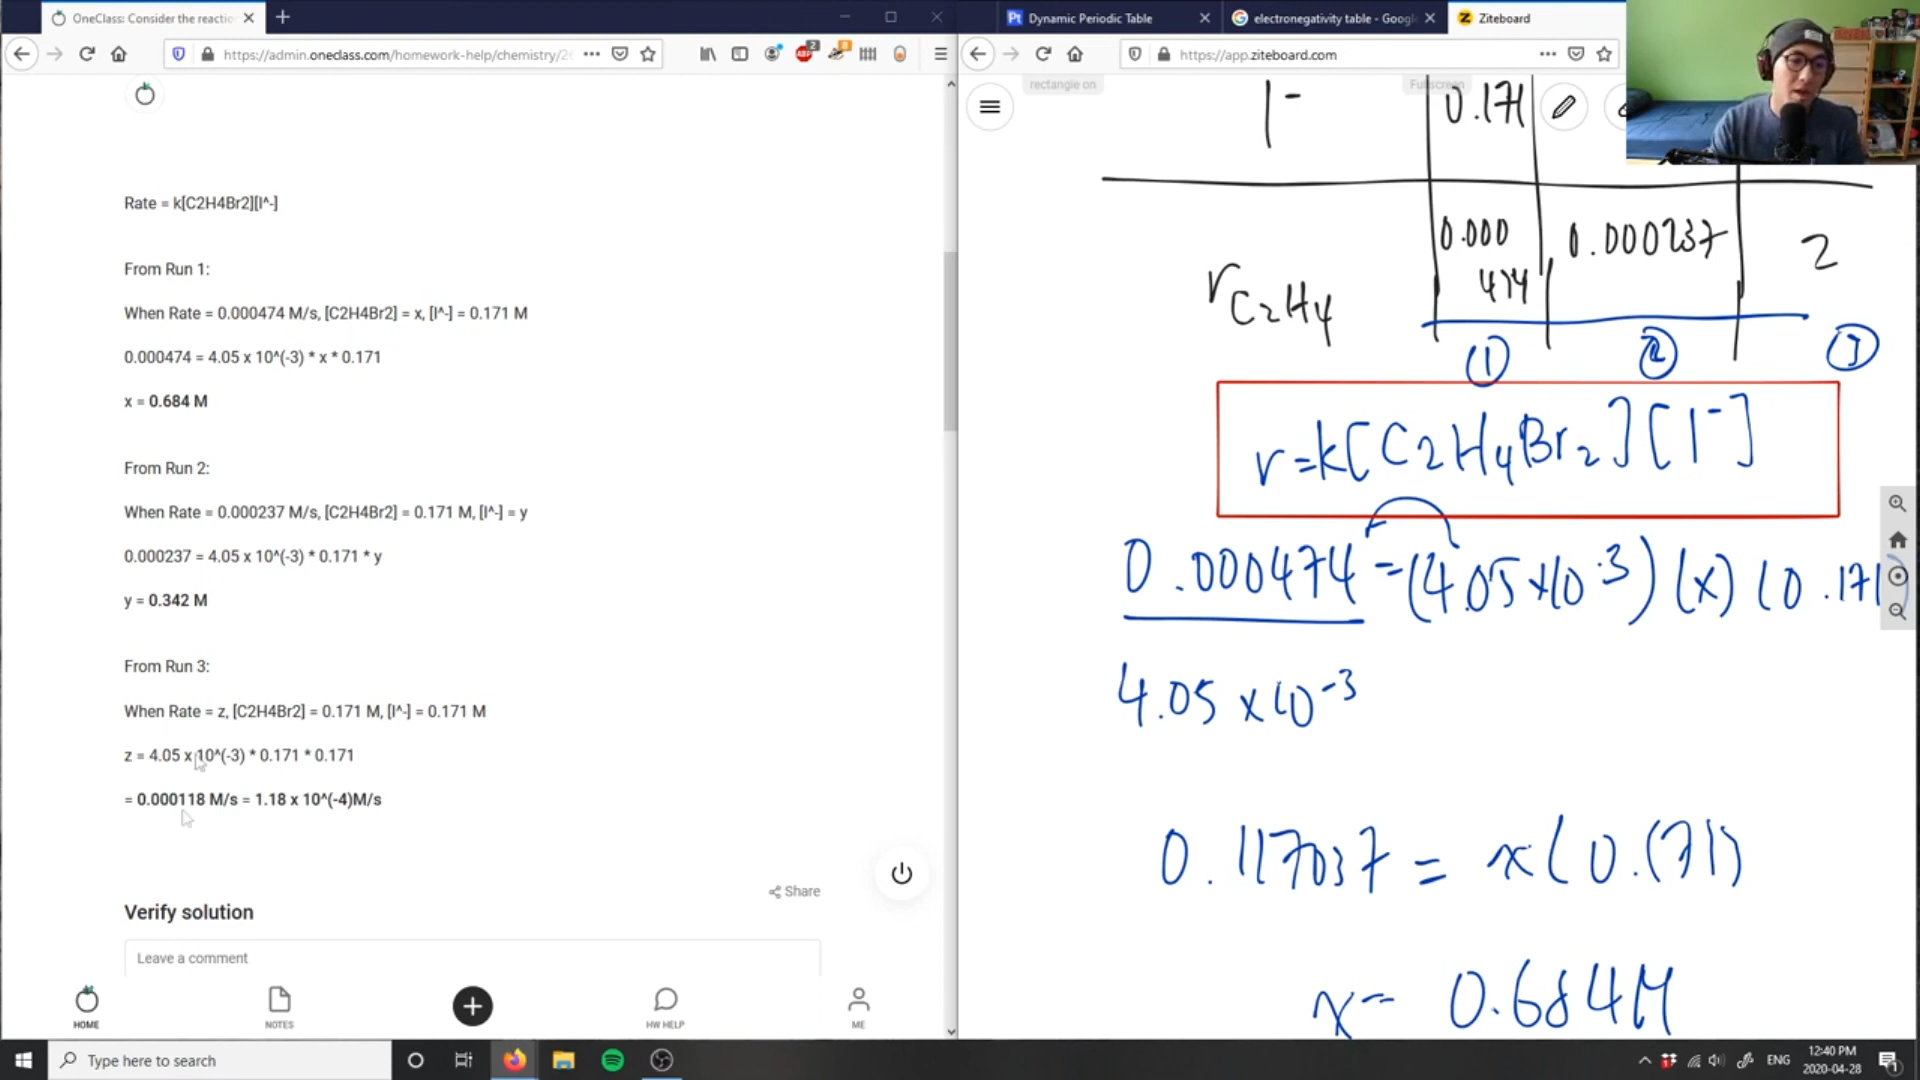 OneClass: Consider the reactio
https://admin.oneclass.com/homework-help/chemistry/2
Rate = k[C2H4Br2][I^-]
From Run 1:
When Rate = 0.000474 M/s, [C2H4Br2] = x, [I^-] = 0.171 M
0.000474 = 4.05 x 10^(-3) * x * 0.171
x = 0.684 M
From Run 2:
When Rate = 0.000237 M/s, [C2H4Br2] = 0.171 M, [I^-] = y
0.000237 = 4.05 x 10^(-3) * 0.171 * y
y = 0.342 M
From Run 3:
When Rate = z, [C2H4Br2] = 0.171 M, [I^-] = 0.171 M
z = 4.05 x 10^(-3) * 0.171 * 0.171
= 0.000118 M/s = 1.18 x 10^(-4)M/s
Share
Verify solution
Leave a comment
HOME
NOTES
HW HELP
ME
Dynamic Periodic Table
electronegativity table - Googl
Ziteboard
https://app.ziteboard.com
rectangle on
Fullscreen
I⁻ 0.171
r C2H4 0.000 474 0.000237 z
① ② ③
r=k[C2H4Br2][I⁻]
0.000474=(4.05x10⁻³)(x)(0.171)
4.05x10⁻³
0.117037=x(0.171)
x= 0.684M
Type here to search
ENG
12:40 PM
2020-04-28